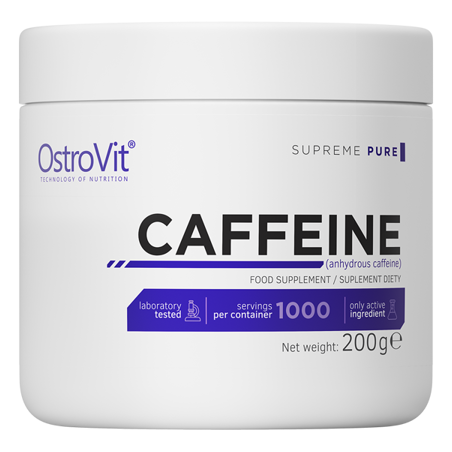 OstroVit®
TECHNOLOGY OF NUTRITION
SUPREME PURE
CAFFEINE
(anhydrous caffeine)
FOOD SUPPLEMENT / SUPLEMENT DIETY
laboratory tested
servings per container 1000
only active ingredient
Net weight: 200g℮